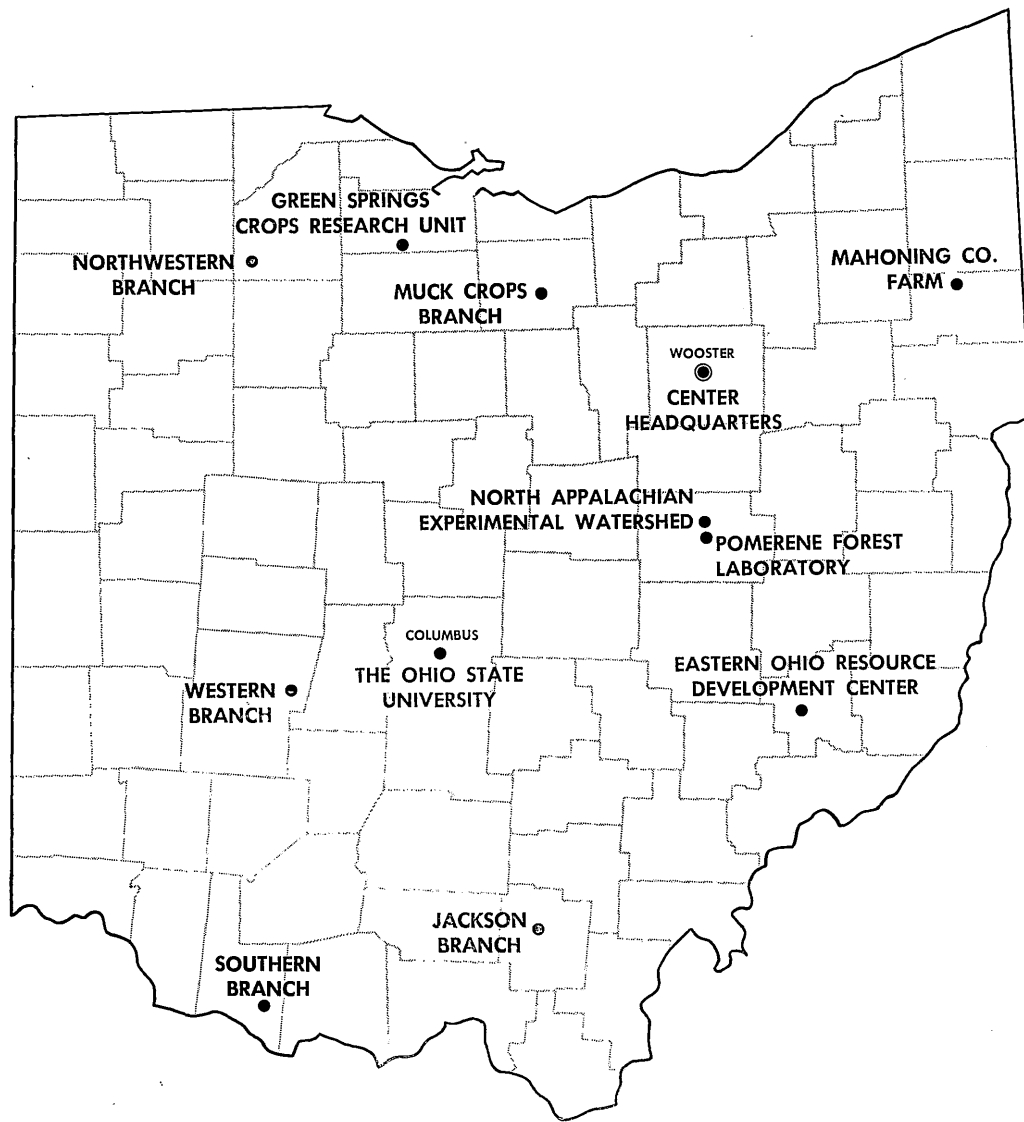 GREEN SPRINGS
CROPS RESEARCH UNIT
NORTHWESTERN
BRANCH
MAHONING CO.
FARM
MUCK CROPS
BRANCH
WOOSTER
CENTER
HEADQUARTERS
NORTH APPALACHIAN
EXPERIMENTAL WATERSHED
POMERENE FOREST
LABORATORY
COLUMBUS
THE OHIO STATE
UNIVERSITY
EASTERN OHIO RESOURCE
DEVELOPMENT CENTER
WESTERN
BRANCH
JACKSON
BRANCH
SOUTHERN
BRANCH